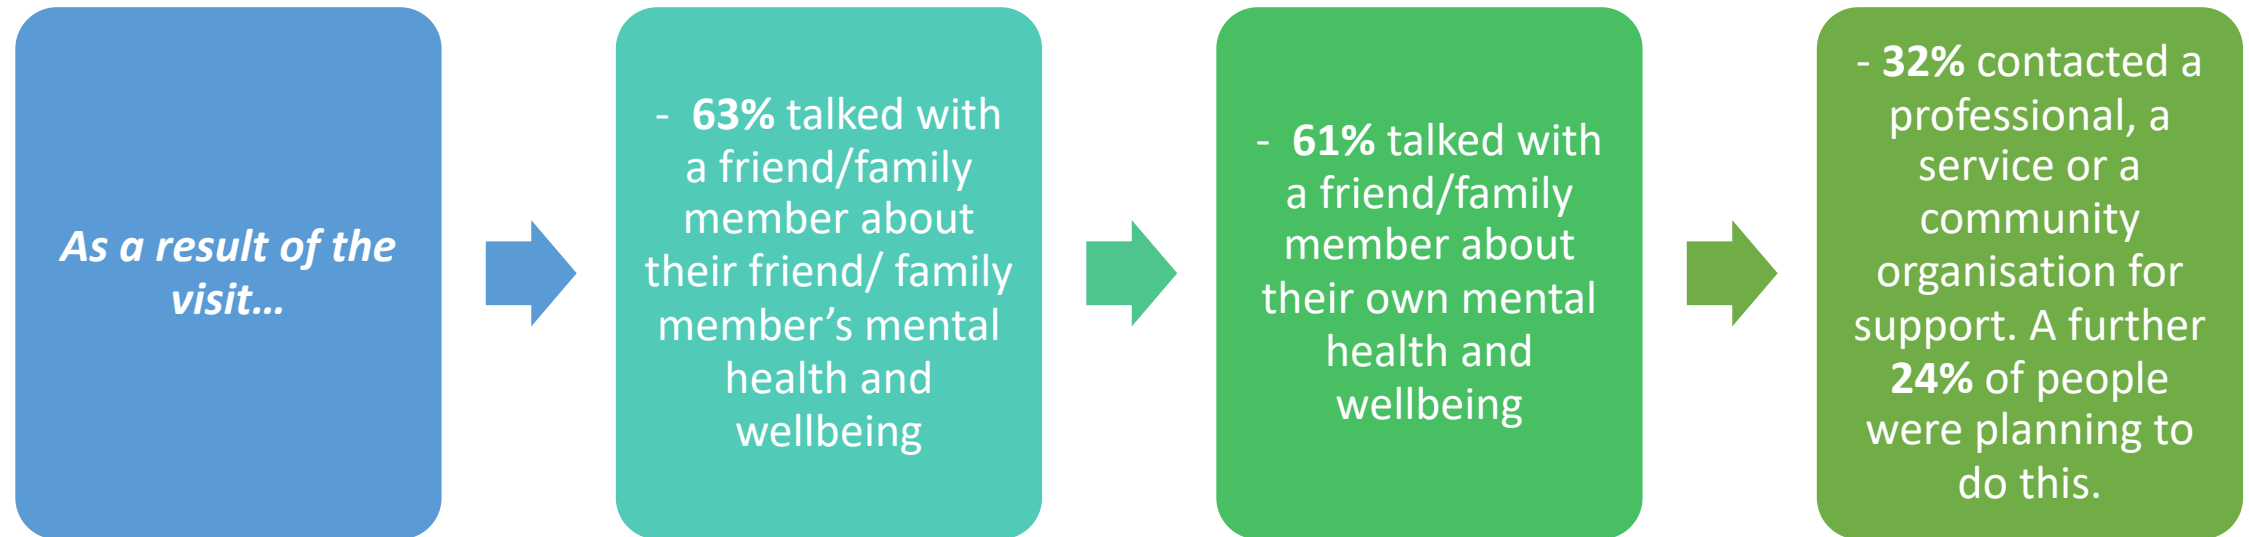 As a result of the
visit...
- 63% talked with
a friend/family
member about
their friend/ family
member’s mental
health and
wellbeing
- 61% talked with
a friend/family
member about
their own mental
health and
wellbeing
- 32% contacted a
professional, a
service or a
community
organisation for
support. A further
24% of people
were planning to
do this.